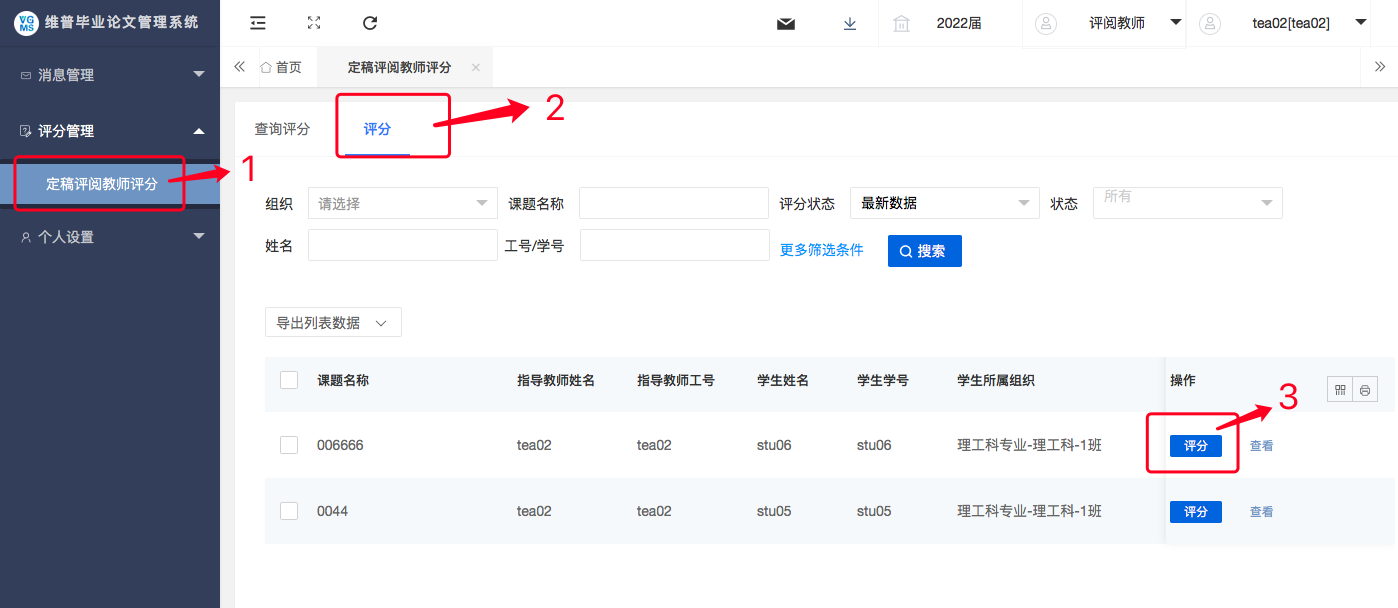 VG
MS
维普毕业论文管理系统
2022届
评阅教师
tea02[tea02]
消息管理
评分管理
定稿评阅教师评分
1
个人设置
首页
定稿评阅教师评分
查询评分
评分
2
组织
请选择
课题名称
评分状态
最新数据
状态
所有
姓名
工号/学号
更多筛选条件
搜索
导出列表数据
课题名称 指导教师姓名 指导教师工号 学生姓名 学生学号 学生所属组织 操作
3
006666 tea02 tea02 stu06 stu06 理工科专业-理工科-1班 评分 查看
0044 tea02 tea02 stu05 stu05 理工科专业-理工科-1班 评分 查看